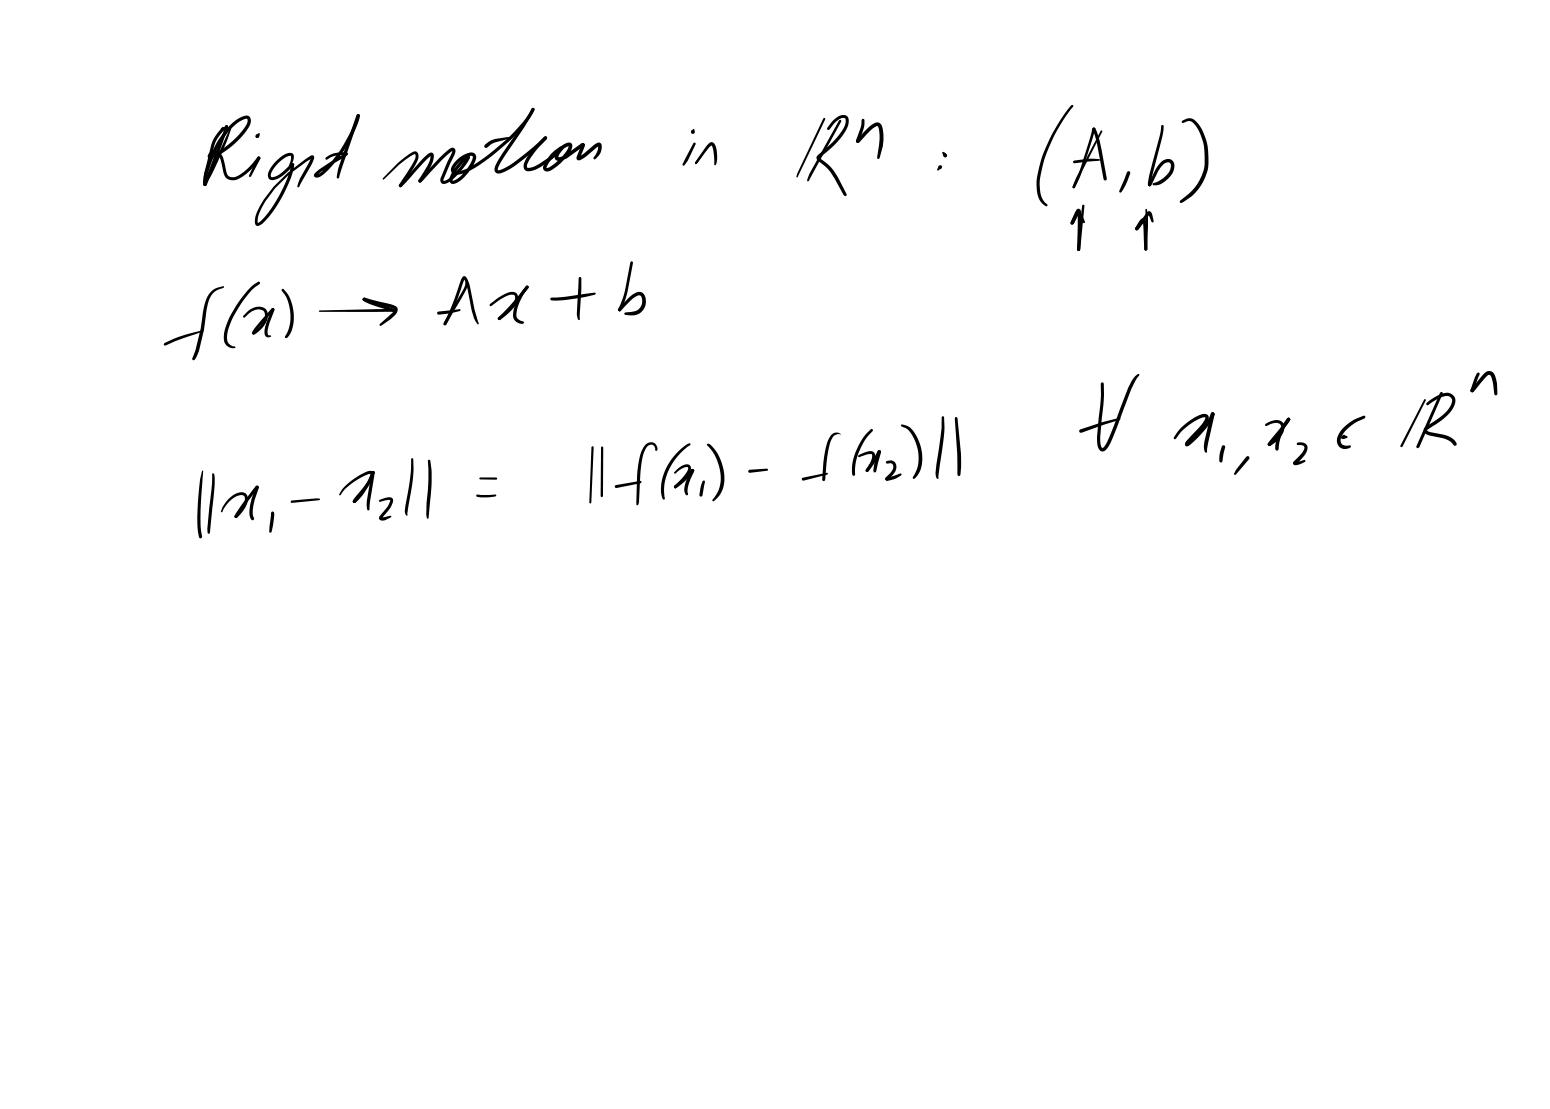 Rigid motion in ℝⁿ : (A, b)
↑ ↑
f(x) → Ax + b
∀ x₁, x₂ ∈ ℝⁿ
||x₁ - x₂|| = ||f(x₁) - f(x₂)||